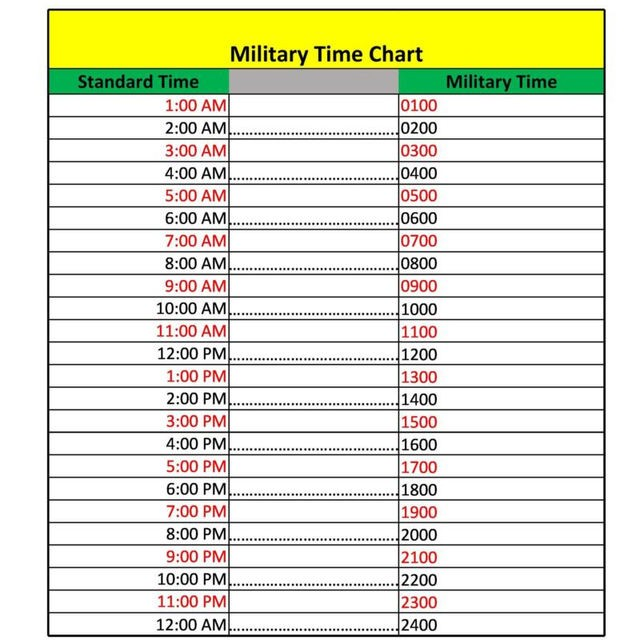 Military Time Chart
Standard Time Military Time
1:00 AM 0100
2:00 AM........................................0200
3:00 AM 0300
4:00 AM........................................0400
5:00 AM 0500
6:00 AM........................................0600
7:00 AM 0700
8:00 AM........................................0800
9:00 AM 0900
10:00 AM........................................1000
11:00 AM 1100
12:00 PM........................................1200
1:00 PM 1300
2:00 PM........................................1400
3:00 PM 1500
4:00 PM........................................1600
5:00 PM 1700
6:00 PM........................................1800
7:00 PM 1900
8:00 PM........................................2000
9:00 PM 2100
10:00 PM........................................2200
11:00 PM 2300
12:00 AM........................................2400